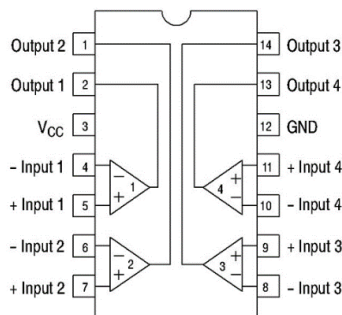 Output 2 1 14 Output 3
Output 1 2 13 Output 4
VCC 3 12 GND
– Input 1 4 – 1 + 11 + Input 4
+ Input 1 5 + 4 – 10 – Input 4
– Input 2 6 – 2 + 9 + Input 3
+ Input 2 7 + 3 – 8 – Input 3